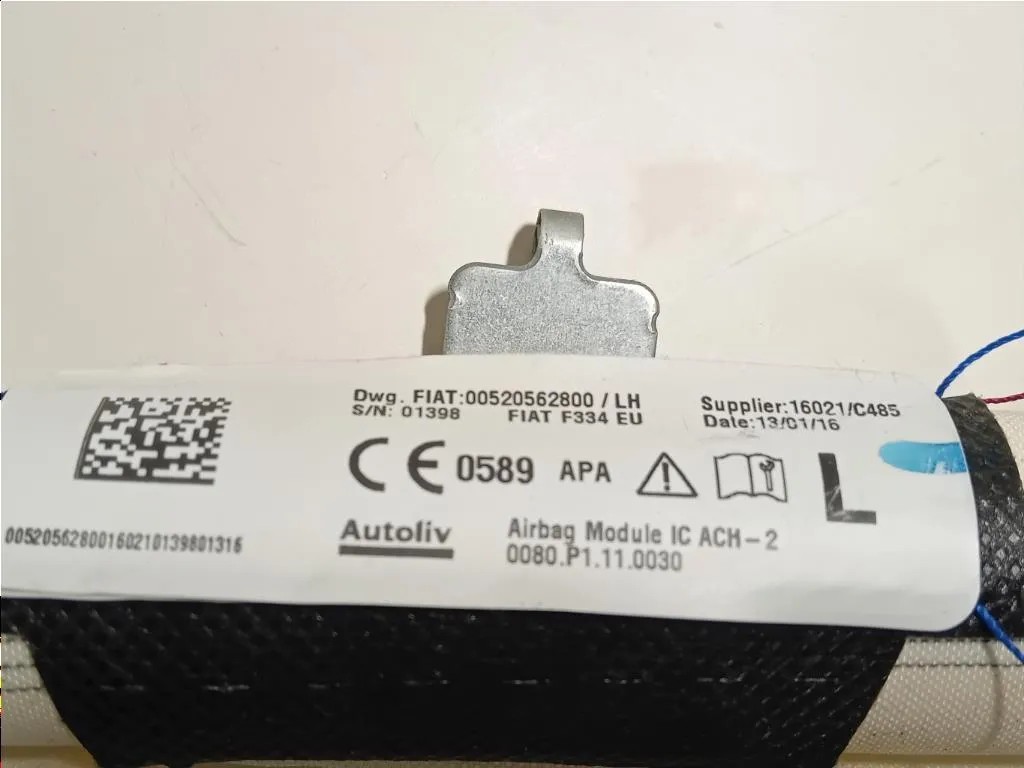 Dwg. FIAT:00520562800 / LH
S/N: 01398 FIAT F334 EU
Supplier:16021/C485
Date:13/01/16
CE 0589 APA
L
Autoliv
Airbag Module IC ACH-2
0080.P1.11.0030
00520562800160210139801316